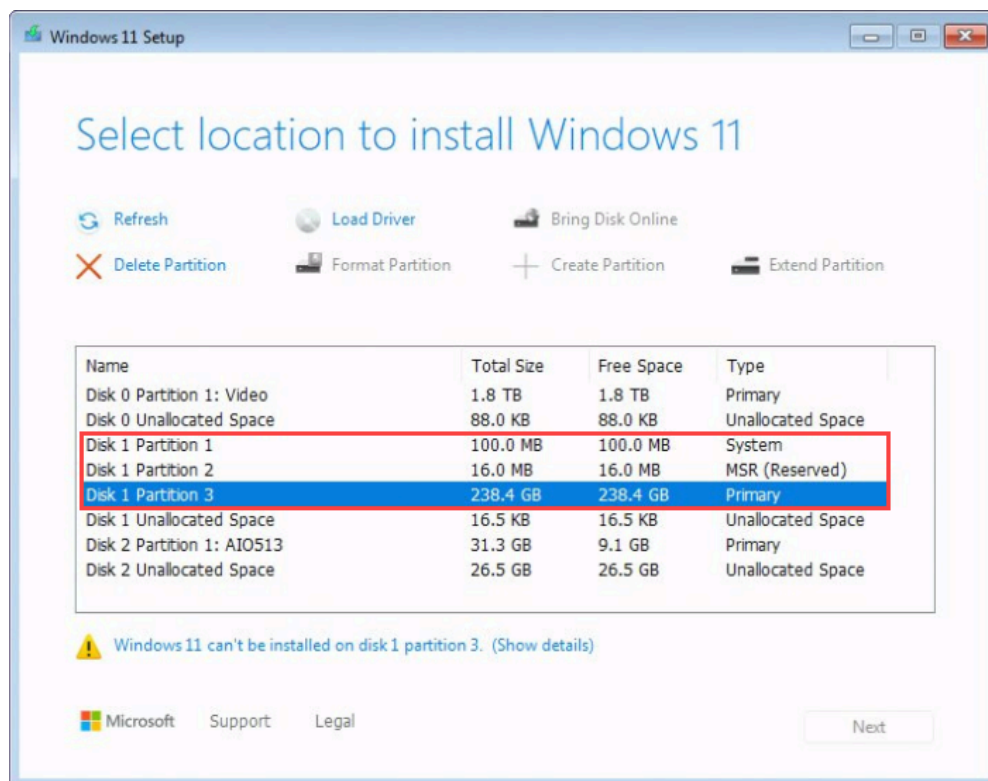 Windows 11 Setup
Select location to install Windows 11
Refresh Load Driver Bring Disk Online
Delete Partition Format Partition Create Partition Extend Partition
Name Total Size Free Space Type
Disk 0 Partition 1: Video 1.8 TB 1.8 TB Primary
Disk 0 Unallocated Space 88.0 KB 88.0 KB Unallocated Space
Disk 1 Partition 1 100.0 MB 100.0 MB System
Disk 1 Partition 2 16.0 MB 16.0 MB MSR (Reserved)
Disk 1 Partition 3 238.4 GB 238.4 GB Primary
Disk 1 Unallocated Space 16.5 KB 16.5 KB Unallocated Space
Disk 2 Partition 1: AIO513 31.3 GB 9.1 GB Primary
Disk 2 Unallocated Space 26.5 GB 26.5 GB Unallocated Space
Windows 11 can't be installed on disk 1 partition 3. (Show details)
Microsoft Support Legal Next